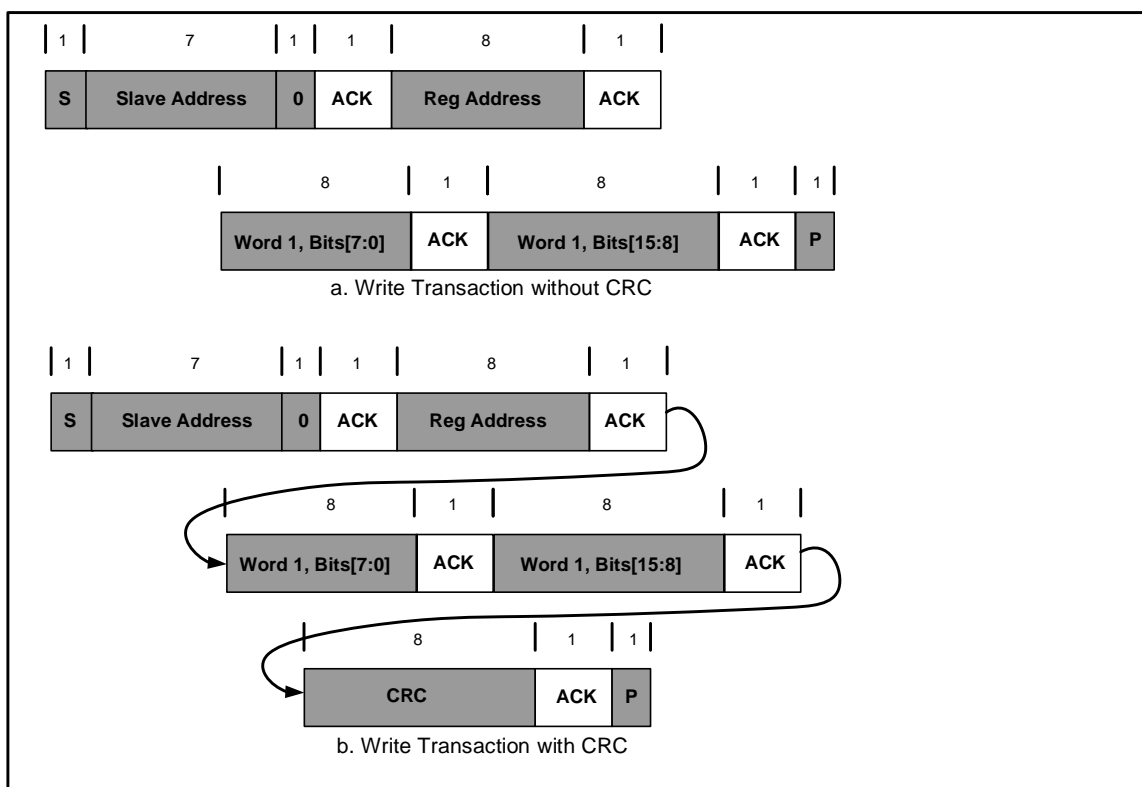 1 7 1 1 8 1
S Slave Address 0 ACK Reg Address ACK
8 1 8 1 1
Word 1, Bits[7:0] ACK Word 1, Bits[15:8] ACK P
a. Write Transaction without CRC
1 7 1 1 8 1
S Slave Address 0 ACK Reg Address ACK
8 1 8 1
Word 1, Bits[7:0] ACK Word 1, Bits[15:8] ACK
8 1 1
CRC ACK P
b. Write Transaction with CRC